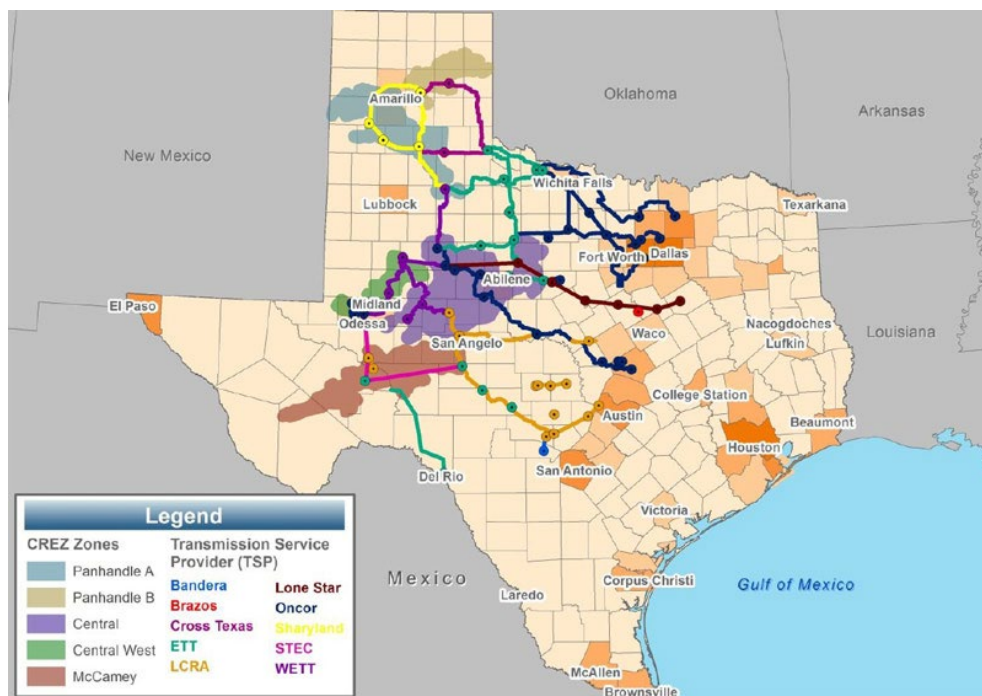 Oklahoma
Arkansas
Amarillo
New Mexico
Wichita Falls
Texarkana
Lubbock
Fort Worth
Dallas
Abilene
El Paso
Midland
Odessa
Waco
Nacogdoches
Lufkin
Louisiana
San Angelo
College Station
Beaumont
Austin
Houston
Del Rio
San Antonio
Victoria
Mexico
Laredo
Corpus Christi
Gulf of Mexico
McAllen
Brownsville
Legend
CREZ Zones
Panhandle A
Panhandle B
Central
Central West
McCamey
Transmission Service
Provider (TSP)
Bandera
Brazos
Cross Texas
ETT
LCRA
Lone Star
Oncor
Sharyland
STEC
WETT